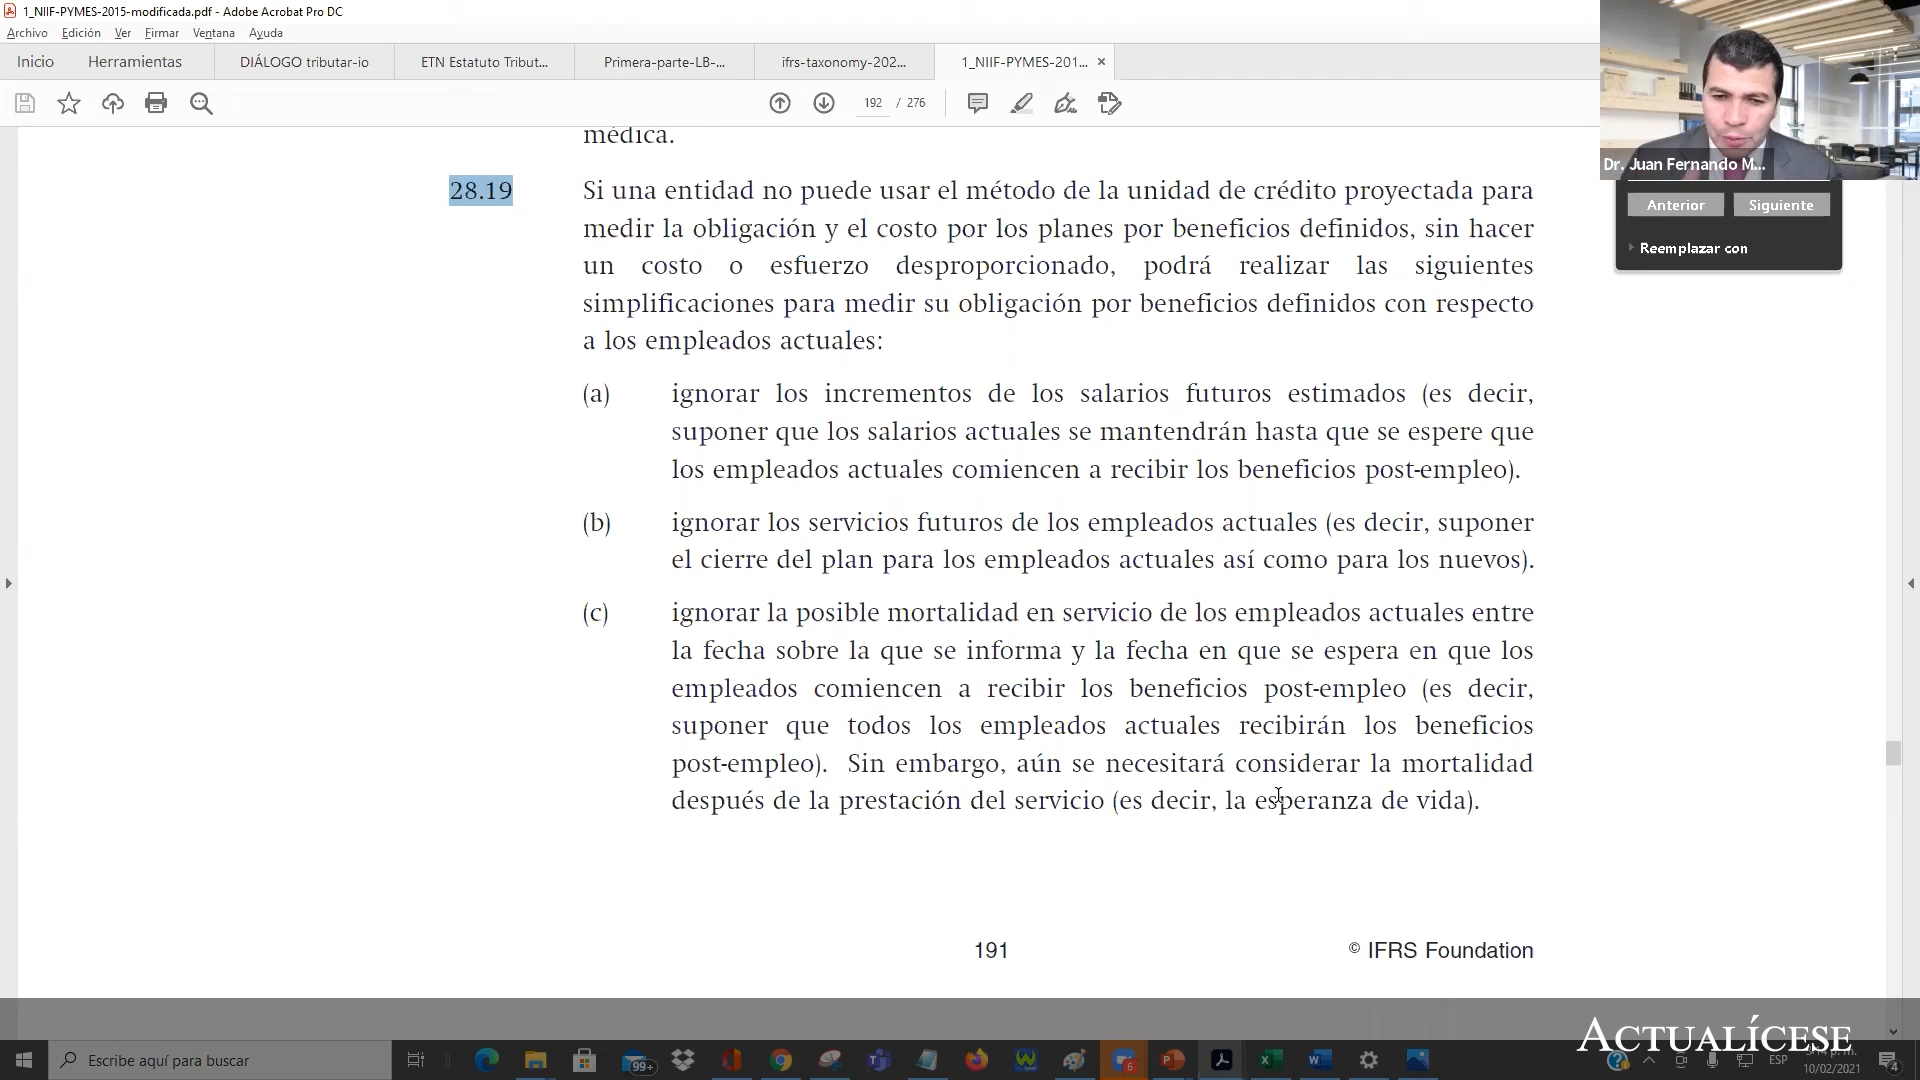 1_NIIF-PYMES-2015-modificada.pdf - Adobe Acrobat Pro DC
Archivo Edición Ver Firmar Ventana Ayuda
Inicio Herramientas DIÁLOGO tributar-io ETN Estatuto Tribut... Primera-parte-LB-... ifrs-taxonomy-202... 1_NIIF-PYMES-201... ×
192 / 276
Dr. Juan Fernando M...
Anterior Siguiente
Reemplazar con
médica.
28.19 Si una entidad no puede usar el método de la unidad de crédito proyectada para
medir la obligación y el costo por los planes por beneficios definidos, sin hacer
un costo o esfuerzo desproporcionado, podrá realizar las siguientes
simplificaciones para medir su obligación por beneficios definidos con respecto
a los empleados actuales:
(a) ignorar los incrementos de los salarios futuros estimados (es decir,
suponer que los salarios actuales se mantendrán hasta que se espere que
los empleados actuales comiencen a recibir los beneficios post-empleo).
(b) ignorar los servicios futuros de los empleados actuales (es decir, suponer
el cierre del plan para los empleados actuales así como para los nuevos).
(c) ignorar la posible mortalidad en servicio de los empleados actuales entre
la fecha sobre la que se informa y la fecha en que se espera en que los
empleados comiencen a recibir los beneficios post-empleo (es decir,
suponer que todos los empleados actuales recibirán los beneficios
post-empleo). Sin embargo, aún se necesitará considerar la mortalidad
después de la prestación del servicio (es decir, la esperanza de vida).
191 © IFRS Foundation
ACTUALÍCESE
Escribe aquí para buscar
99+
6
ESP
10/02/2021
4